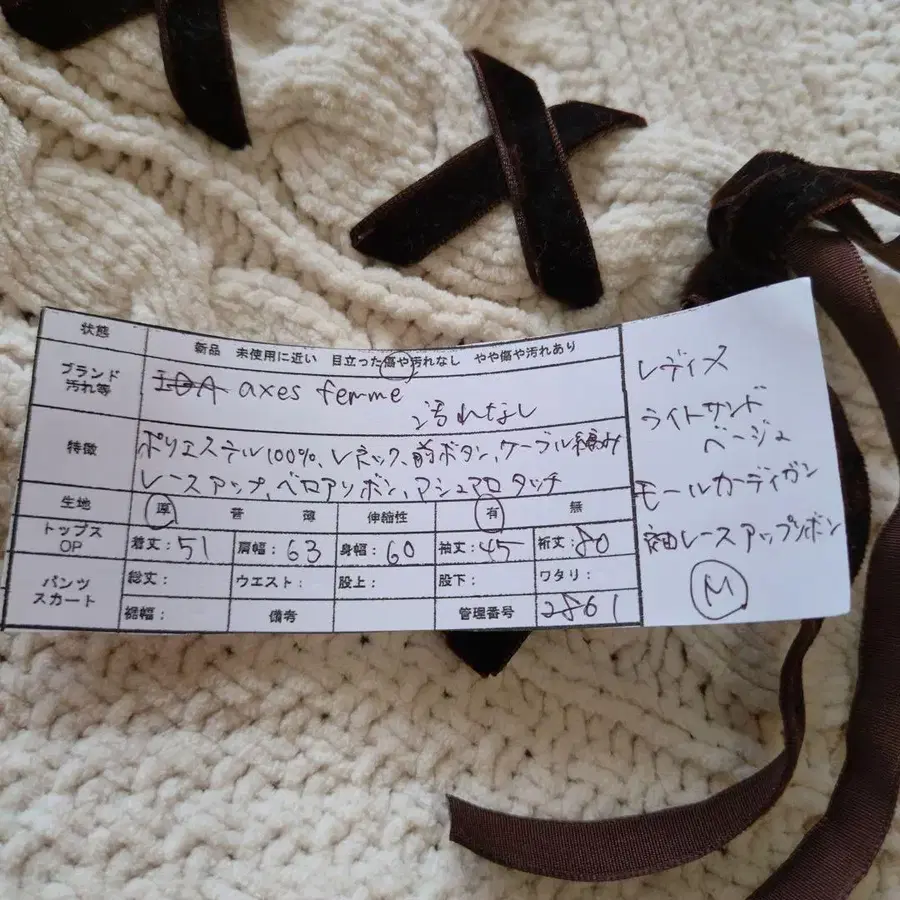 状態 新品 未使用に近い 目立った傷や汚れなし やや傷や汚れあり
ブランド axes femme
汚れ等 汚れなし
特徴 ポリエステル100%、Vネック、前ボタン、ケーブル編み
レースアップ、ベロアリボン、
タッチ
生地 厚 普 薄 伸縮性 有 無
トップス
OP 着丈:51 肩幅:63 身幅:60 袖丈:45 裄丈:80
パンツ
スカート 総丈: ウエスト: 股上: 股下: ワタリ:
裾幅: 備考 管理番号 2861
レディス
ライトサンド
ベージュ
モールカーディガン
袖レースアップリボン
M